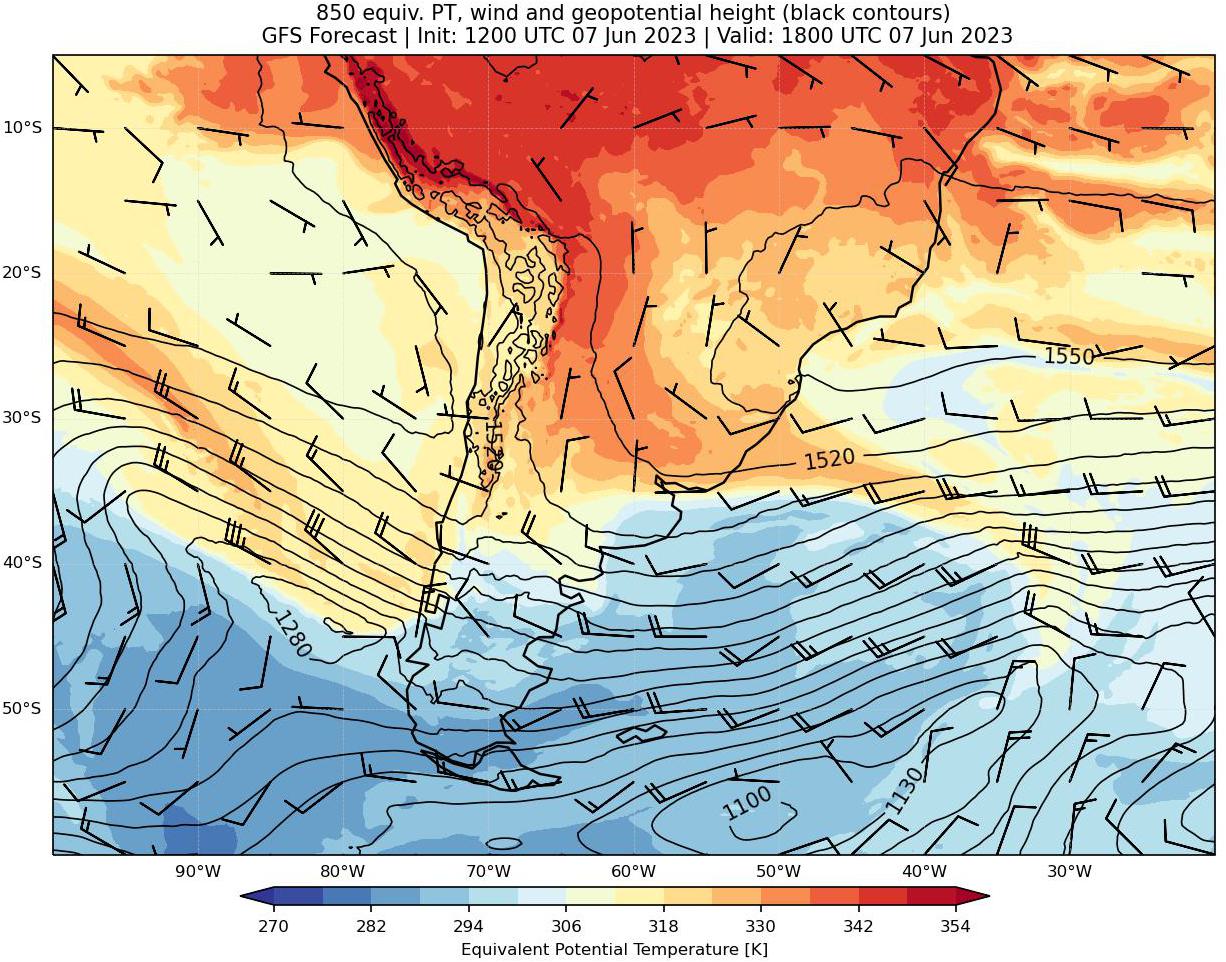 850 equiv. PT, wind and geopotential height (black contours)
GFS Forecast | Init: 1200 UTC 07 Jun 2023 | Valid: 1800 UTC 07 Jun 2023
10°S
20°S
1550
30°S
1520
1520
40°S
1280
50°S
1130
1100
90°W 80°W 70°W 60°W 50°W 40°W 30°W
270 282 294 306 318 330 342 354
Equivalent Potential Temperature [K]